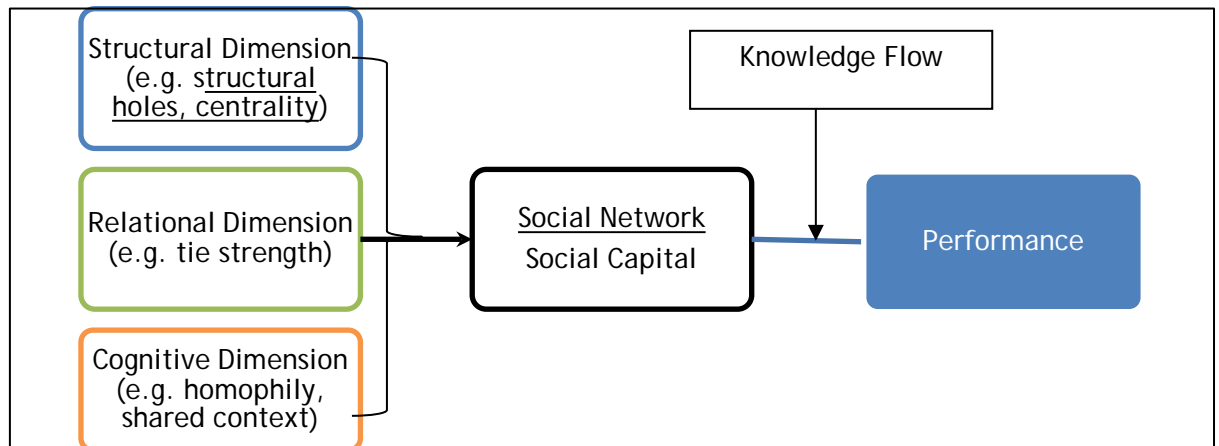 Structural Dimension
(e.g. structural
holes, centrality)
Knowledge Flow
Relational Dimension
(e.g. tie strength)
Social Network
Social Capital
Performance
Cognitive Dimension
(e.g. homophily,
shared context)